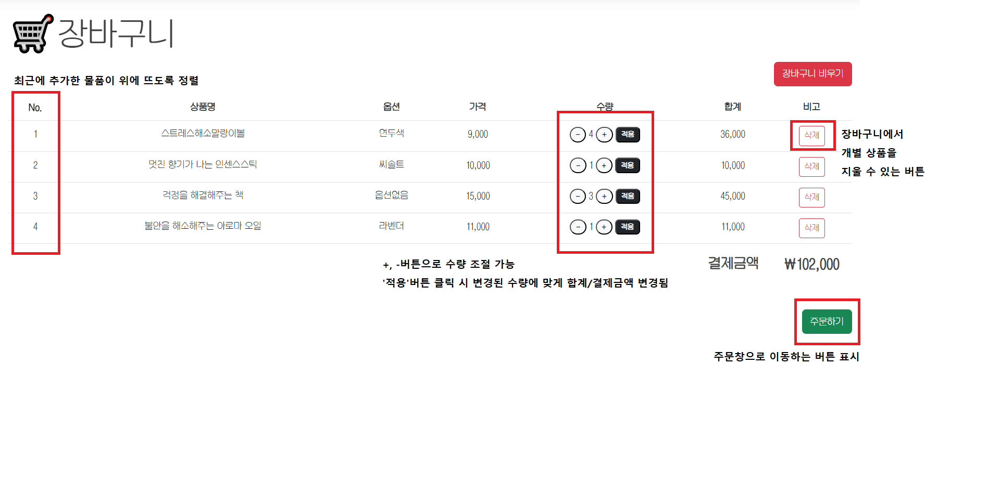 장바구니
최근에 추가한 물품이 위에 뜨도록 정렬
장바구니 비우기
No. 상품명 옵션 가격 수량 합계 비고
1 스트레스해소말랑이볼 연두색 9,000 - 4 + 적용 36,000 삭제
2 멋진 향기가 나는 인센스스틱 씨솔트 10,000 - 1 + 적용 10,000 삭제
3 걱정을 해결해주는 책 옵션없음 15,000 - 3 + 적용 45,000 삭제
4 불안을 해소해주는 아로마 오일 라벤더 11,000 - 1 + 적용 11,000 삭제
장바구니에서
개별 상품을
지울 수 있는 버튼
결제금액 ₩102,000
+, -버튼으로 수량 조절 가능
'적용'버튼 클릭 시 변경된 수량에 맞게 합계/결제금액 변경됨
주문하기
주문창으로 이동하는 버튼 표시